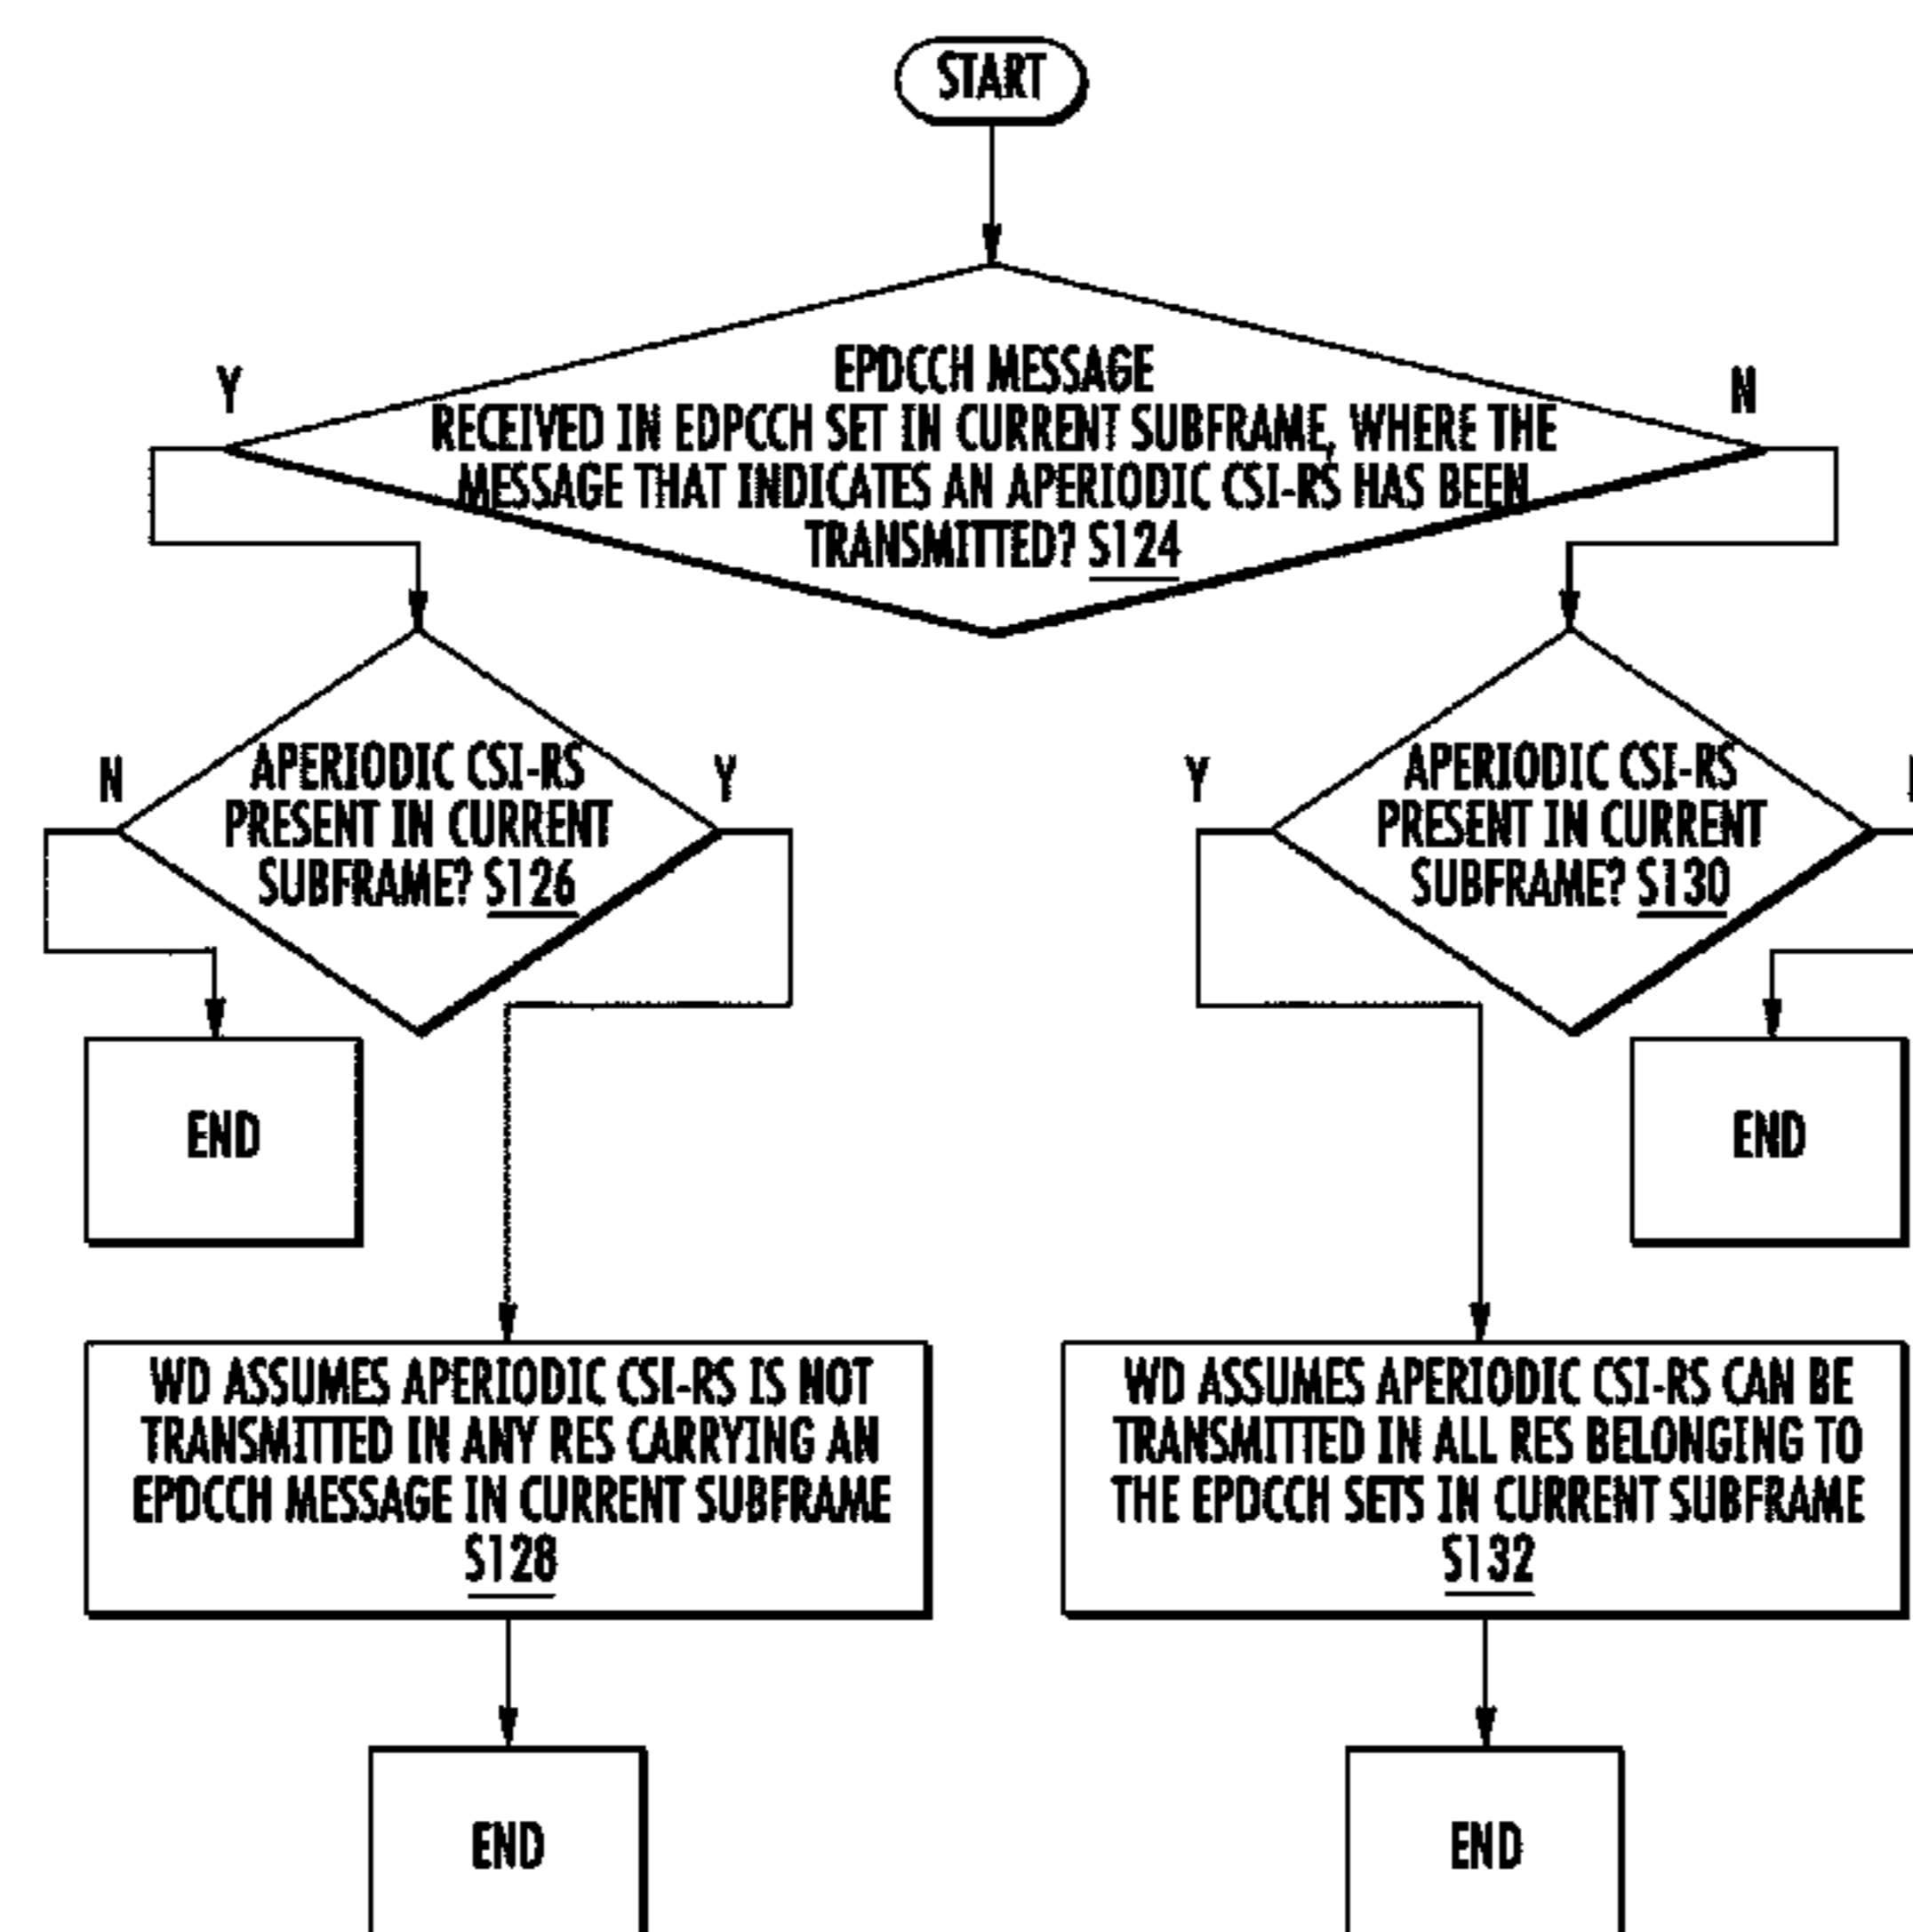 START
Y
N
EPDCCH MESSAGE
RECEIVED IN EDPCCH SET IN CURRENT SUBFRAME, WHERE THE
MESSAGE THAT INDICATES AN APERIODIC CSI-RS HAS BEEN
TRANSMITTED? S124
N
APERIODIC CSI-RS
PRESENT IN CURRENT
SUBFRAME? S126
Y
Y
APERIODIC CSI-RS
PRESENT IN CURRENT
SUBFRAME? S130
END
END
WD ASSUMES APERIODIC CSI-RS IS NOT
TRANSMITTED IN ANY RES CARRYING AN
EPDCCH MESSAGE IN CURRENT SUBFRAME
S128
WD ASSUMES APERIODIC CSI-RS CAN BE
TRANSMITTED IN ALL RES BELONGING TO
THE EPDCCH SETS IN CURRENT SUBFRAME
S132
END
END